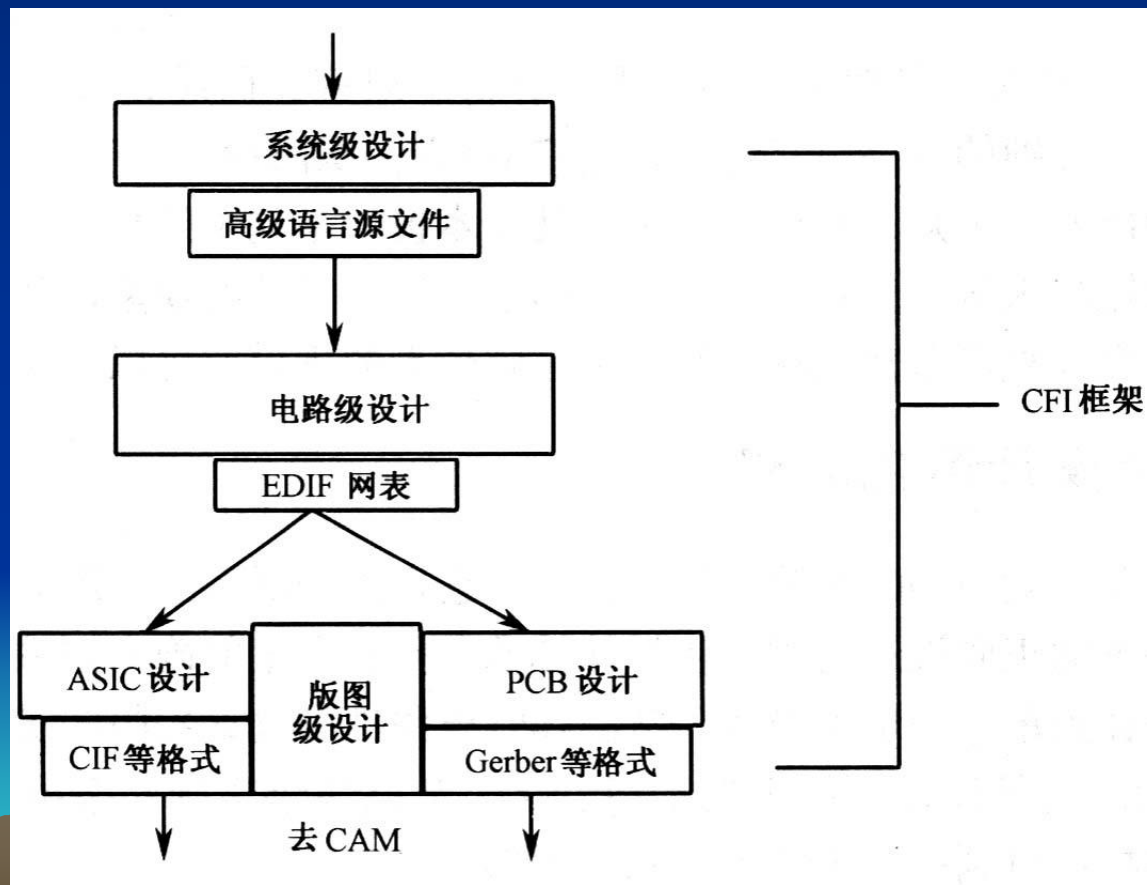 系统级设计
高级语言源文件
电路级设计
CFI 框架
EDIF 网表
ASIC 设计
版图
级设计
PCB 设计
CIF 等格式
Gerber 等格式
去 CAM